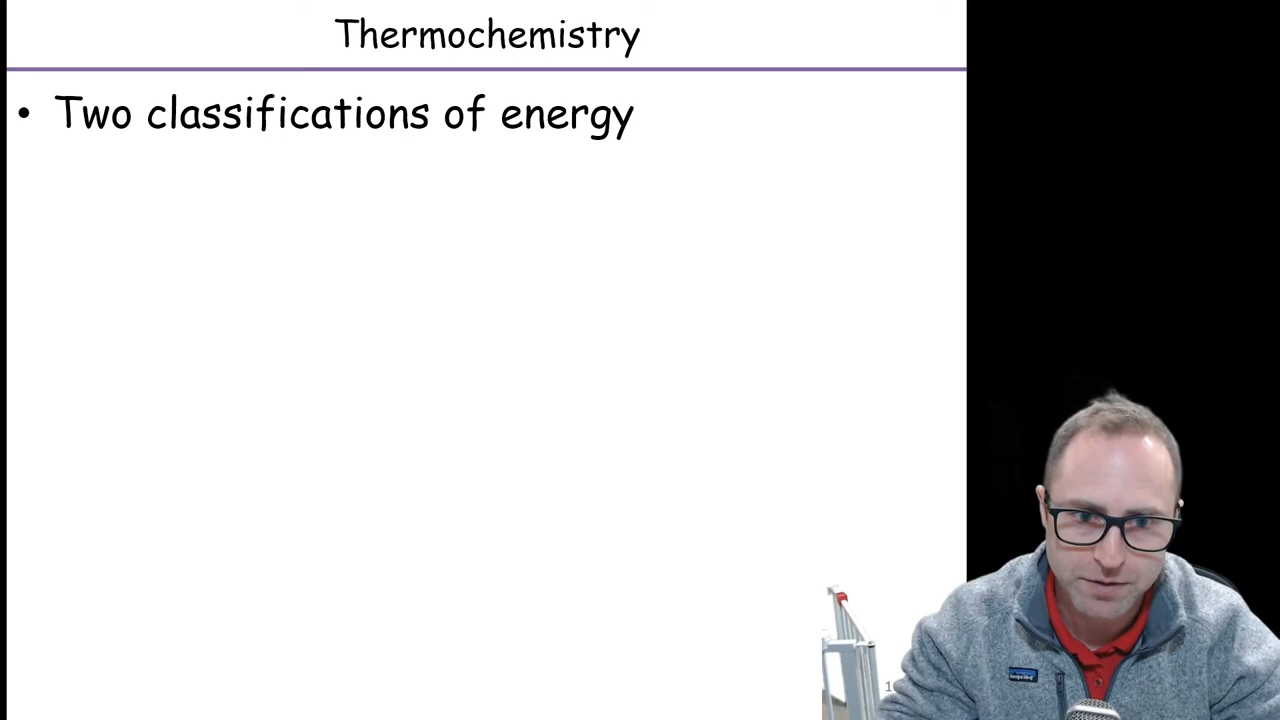 Thermochemistry
• Two classifications of energy